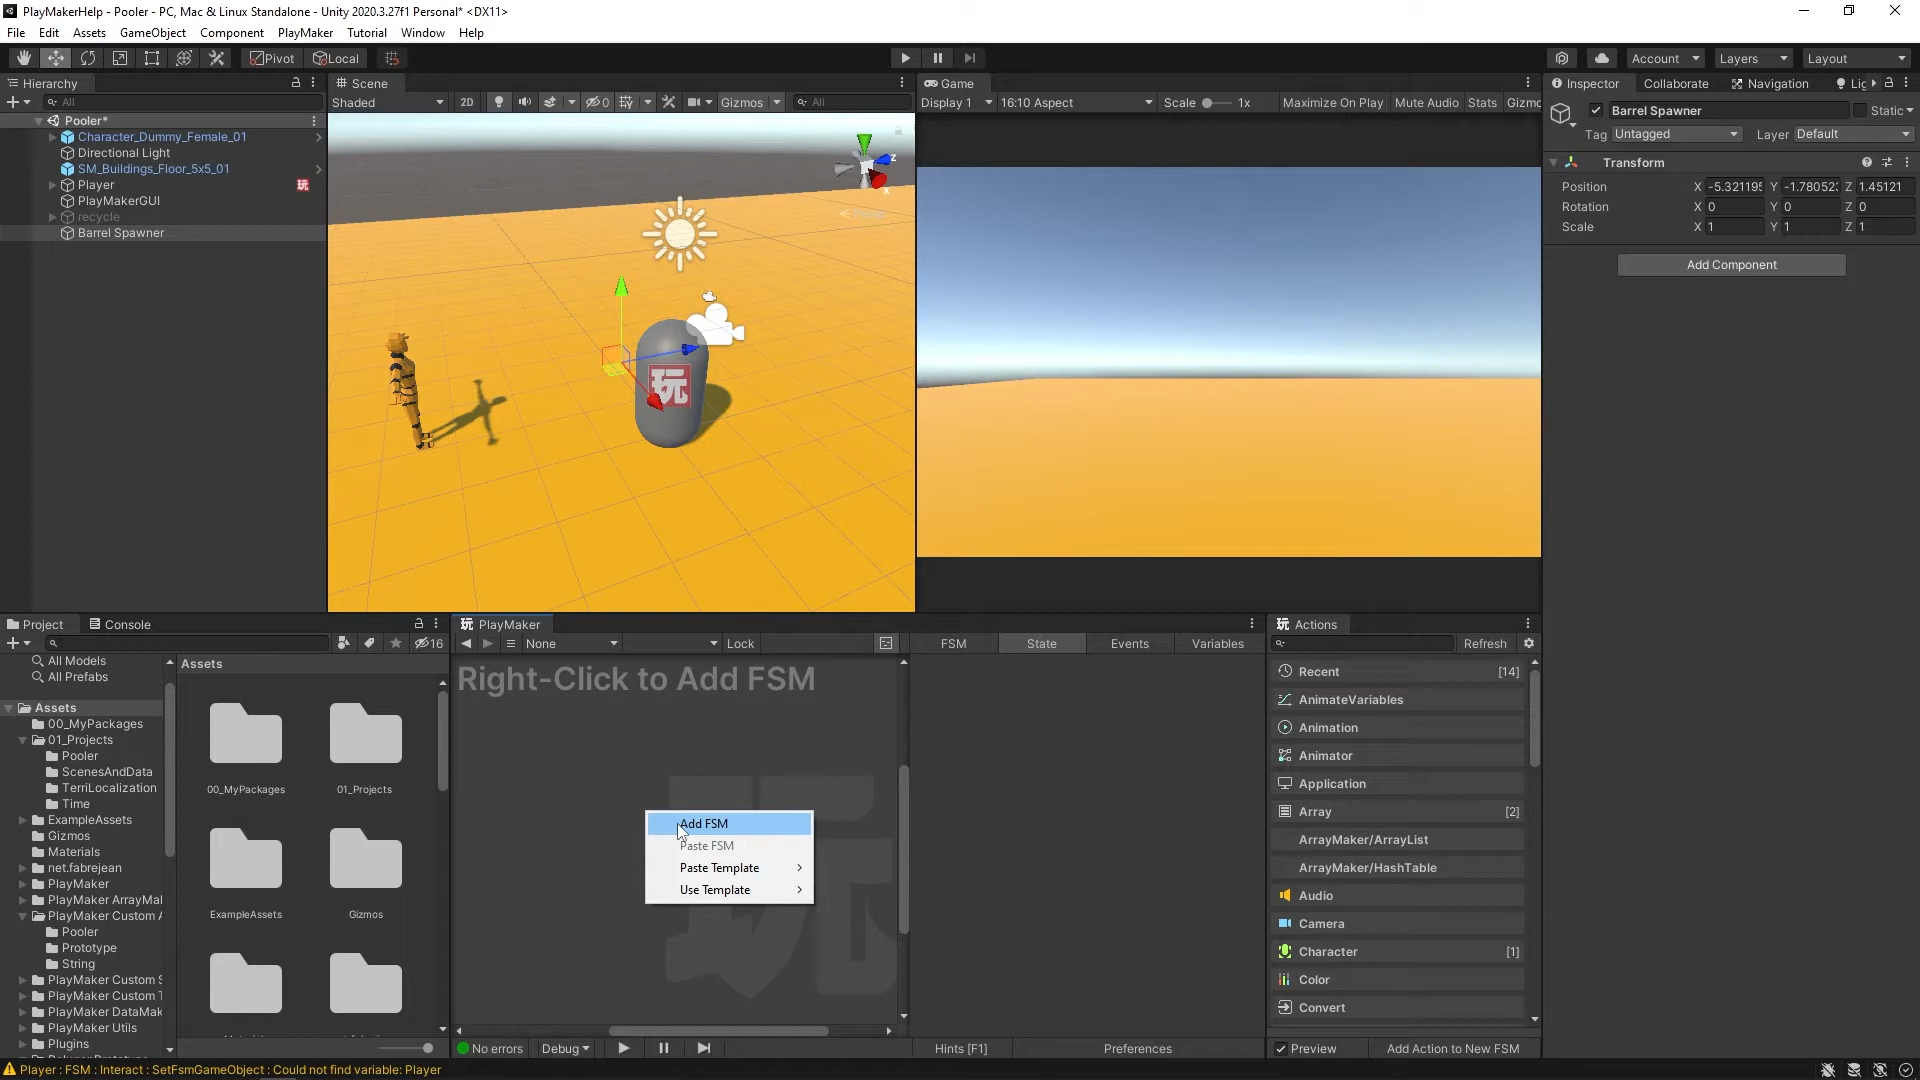 PlayMakerHelp - Pooler - PC, Mac & Linux Standalone - Unity 2020.3.27f1 Personal* <DX11>
File Edit Assets GameObject Component PlayMaker Tutorial Window Help
Pivot Local Account Layers Layout
Hierarchy
All
Pooler*
Character_Dummy_Female_01
Directional Light
SM_Buildings_Floor_5x5_01
Player 玩
PlayMakerGUI
recycle
Barrel Spawner
Scene
Shaded 2D 0 Gizmos All
z
x
玩
Game
Display 1 16:10 Aspect Scale 1x Maximize On Play Mute Audio Stats Gizmo
Inspector Collaborate Navigation Lig
Barrel Spawner Static
Tag Untagged Layer Default
Transform
Position X -5.321195 Y -1.78052 Z 1.45121
Rotation X 0 Y 0 Z 0
Scale X 1 Y 1 Z 1
Add Component
Project Console
16
All Models
All Prefabs
Assets
00_MyPackages
01_Projects
Pooler
ScenesAndData
TerriLocalization
Time
ExampleAssets
Gizmos
Materials
net.fabrejean
PlayMaker
PlayMaker ArrayMal
PlayMaker Custom A
Pooler
Prototype
String
PlayMaker Custom S
PlayMaker Custom T
PlayMaker DataMak
PlayMaker Utils
Plugins
Assets
00_MyPackages 01_Projects
ExampleAssets Gizmos
玩 PlayMaker
None Lock
Right-Click to Add FSM
玩
Add FSM
Paste FSM
Paste Template
Use Template
No errors Debug
FSM State Events Variables
Hints [F1] Preferences
玩 Actions
Refresh
Recent [14]
AnimateVariables
Animation
Animator
Application
Array [2]
ArrayMaker/ArrayList
ArrayMaker/HashTable
Audio
Camera
Character [1]
Color
Convert
Preview Add Action to New FSM
Player : FSM : Interact : SetFsmGameObject : Could not find variable: Player